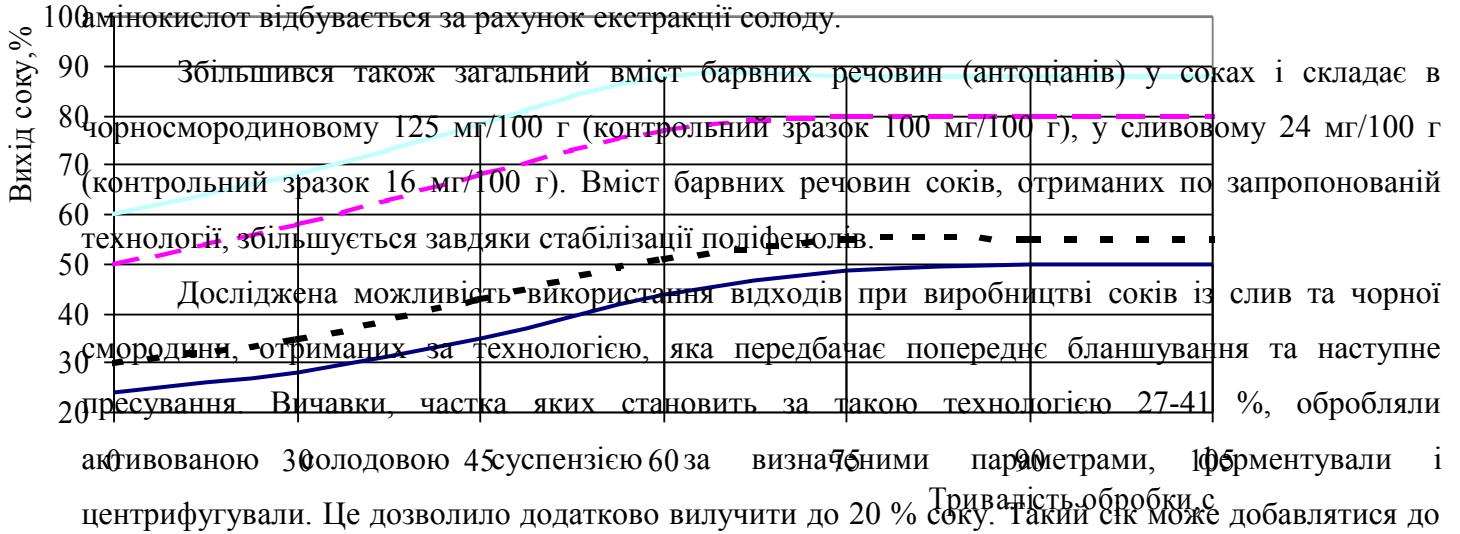 амінокислот відбувається за рахунок екстракції солоду.
Збільшився також загальний вміст барвних речовин (антоціанів) у соках і складає в
чорносмородиновому 125 мг/100 г (контрольний зразок 100 мг/100 г), у сливовому 24 мг/100 г
(контрольний зразок 16 мг/100 г). Вміст барвних речовин соків, отриманих по запропонованій
технології, збільшується завдяки стабілізації поліфенолів.
Досліджена можливість використання відходів при виробництві соків із слив та чорної
смородини, отриманих за технологією, яка передбачає попереднє бланшування та наступне
пресування. Вичавки, частка яких становить за такою технологією 27-41 %, обробляли
активованою солодовою суспензією за визначеними параметрами, ферментували і
центрифугували. Це дозволило додатково вилучити до 20 % соку. Такий сік може добавлятися до
Вихід соку,%
100
90
80
70
60
50
40
30
20
0 30 45 60 75 90 105
Тривалість обробки,с